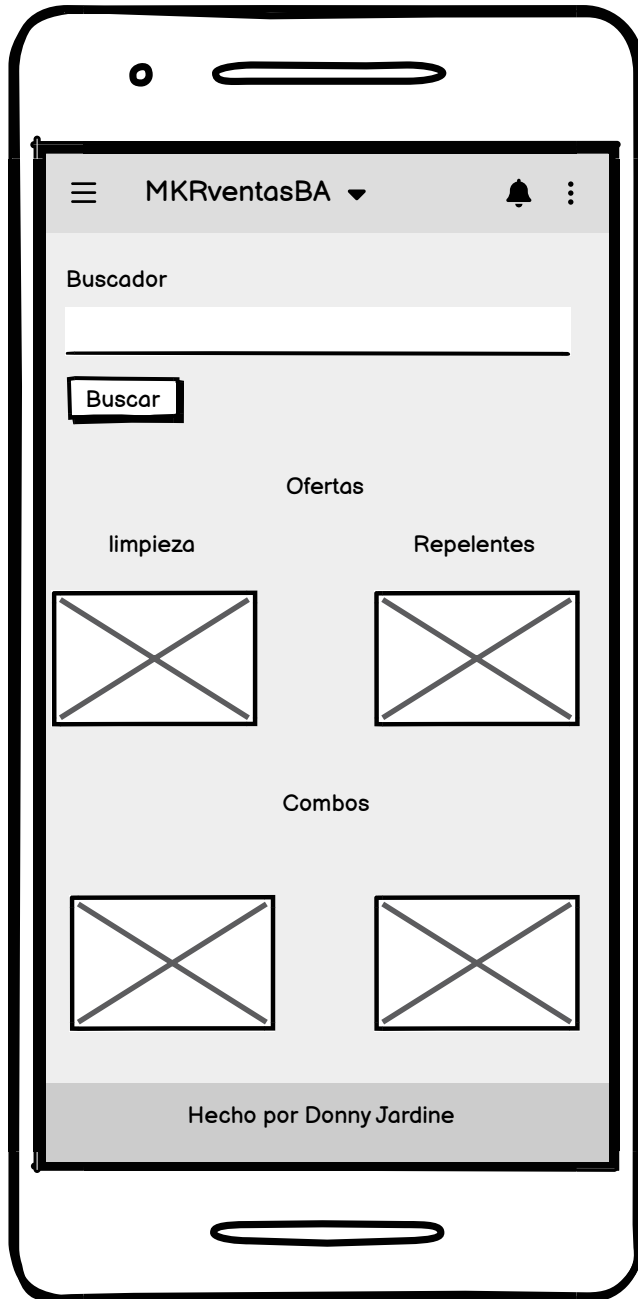 MKRventasBA
Buscador
Buscar
Ofertas
limpieza
Repelentes
Combos
Hecho por Donny Jardine